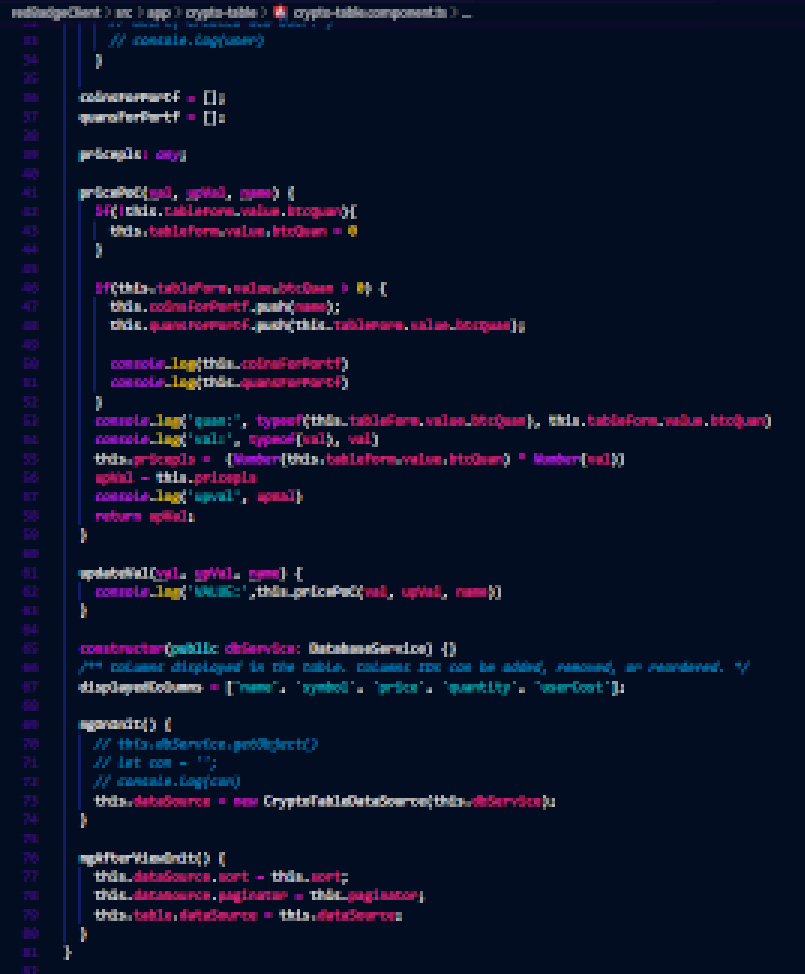 redBadgeClient > src > app > crypto-table > crypto-table.component.ts > ...
33 // console.log(user)
34 }
35
36 coinsForPortf = [];
37 quansForPortf = [];
38
39 pricepls: any;
40
41 pricePwC(val, upVal, name) {
42 if(!this.tableForm.value.btcQuan){
43 this.tableForm.value.btcQuan = 0
44 }
45
46 if(this.tableForm.value.btcQuan > 0) {
47 this.coinsForPortf.push(name);
48 this.quansForPortf.push(this.tableForm.value.btcQuan);
49
50 console.log(this.coinsForPortf)
51 console.log(this.quansForPortf)
52 }
53 console.log('quan:', typeof(this.tableForm.value.btcQuan), this.tableForm.value.btcQuan)
54 console.log('val:', typeof(val), val)
55 this.pricepls = (Number(this.tableForm.value.btcQuan) * Number(val))
56 upVal = this.pricepls
57 console.log('upval', upVal)
58 return upVal;
59 }
60
61 updateVal(val, upVal, name) {
62 console.log('VALUE:',this.pricePwC(val, upVal, name))
63 }
64
65 constructor(public dbService: DatabaseService) {}
66 /** Columns displayed in the table. Columns IDs can be added, removed, or reordered. */
67 displayedColumns = ['name', 'symbol', 'price', 'quantity', 'userCost'];
68
69 ngOnInit() {
70 // this.dbService.getObject()
71 // let con = '';
72 // console.log(con)
73 this.dataSource = new CryptoTableDataSource(this.dbService);
74 }
75
76 ngAfterViewInit() {
77 this.dataSource.sort = this.sort;
78 this.dataSource.paginator = this.paginator;
79 this.table.dataSource = this.dataSource;
80 }
81 }
82